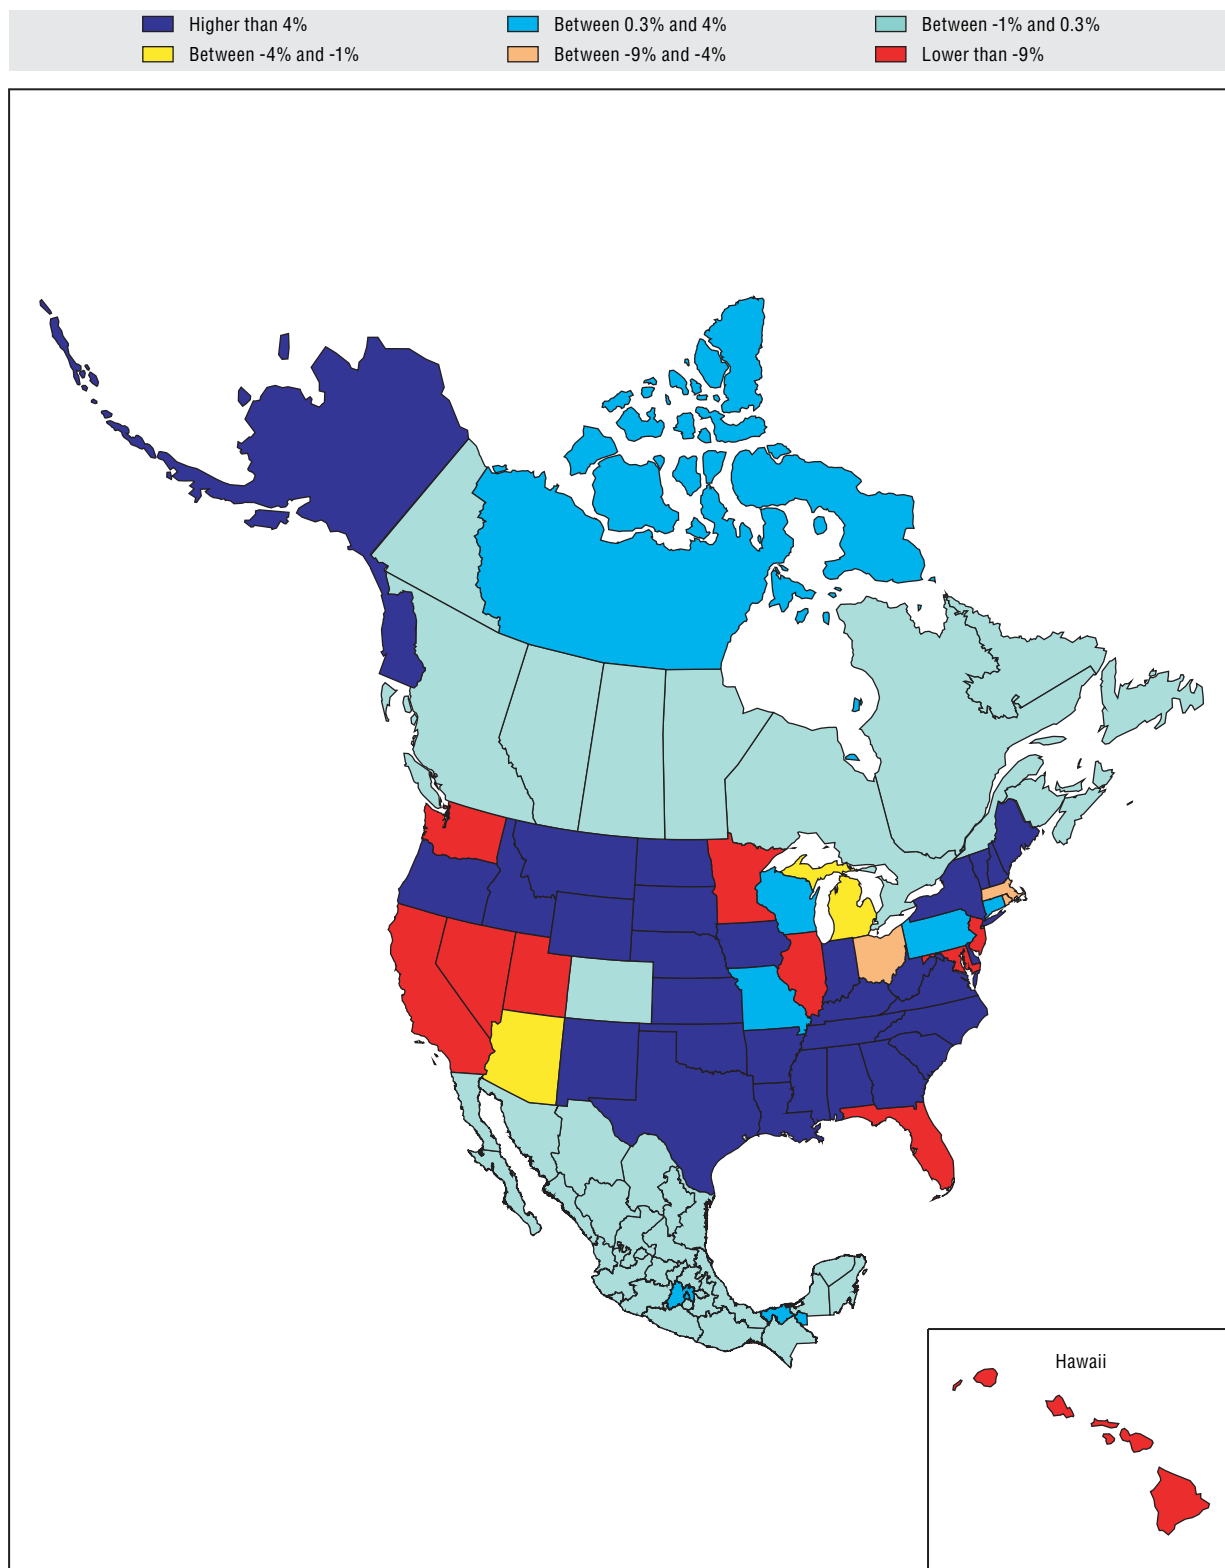 Higher than 4% Between 0.3% and 4% Between -1% and 0.3%
Between -4% and -1% Between -9% and -4% Lower than -9%
Hawaii